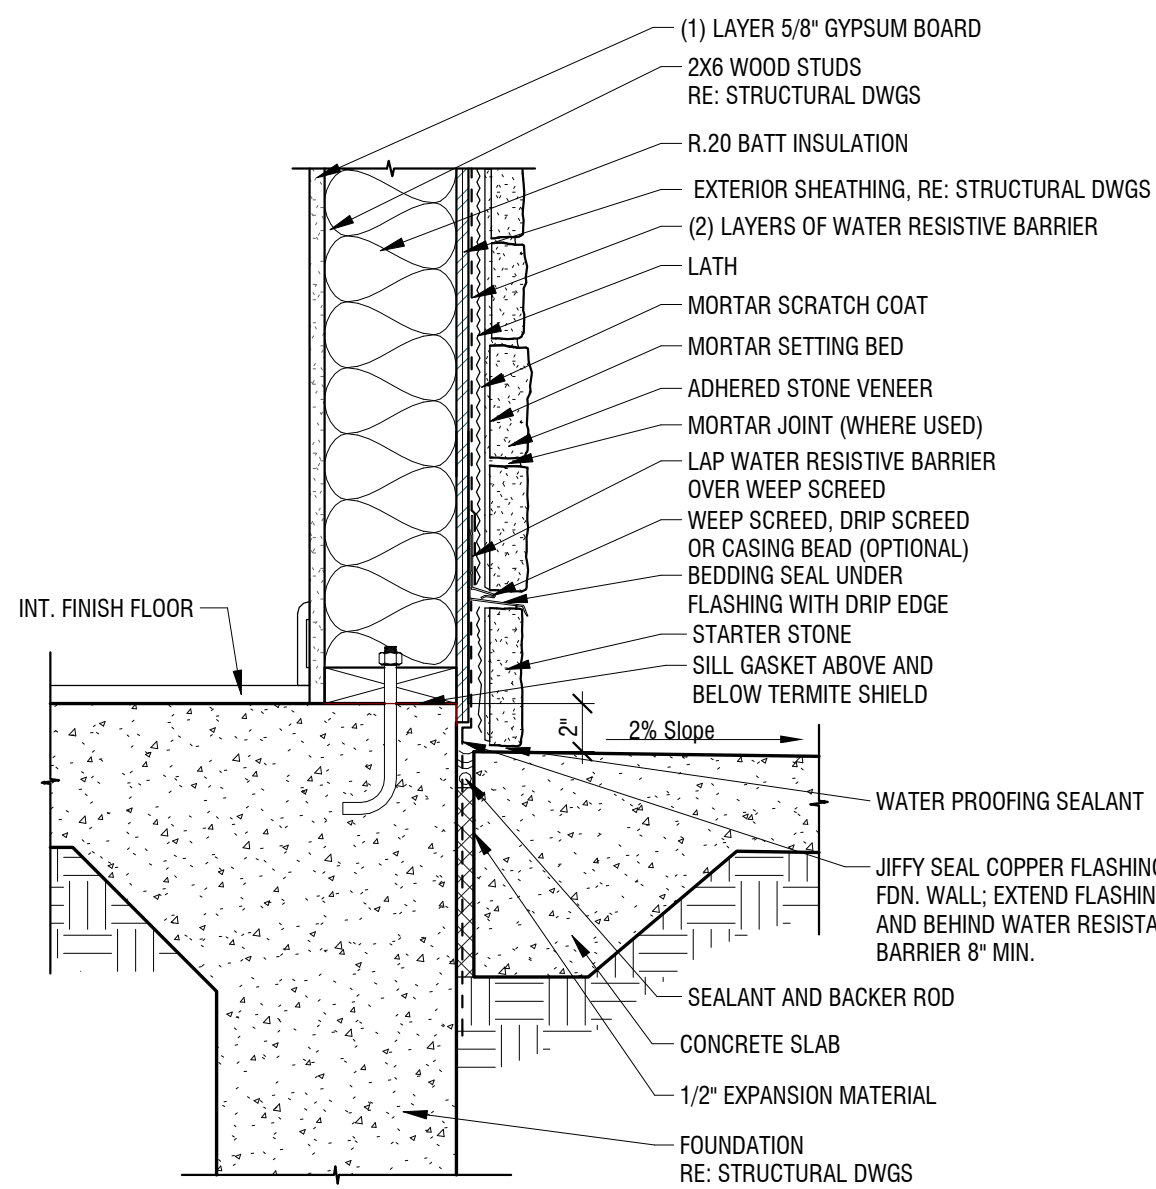 (1) LAYER 5/8" GYPSUM BOARD
2X6 WOOD STUDS
RE: STRUCTURAL DWGS
R.20 BATT INSULATION
EXTERIOR SHEATHING, RE: STRUCTURAL DWGS
(2) LAYERS OF WATER RESISTIVE BARRIER
LATH
MORTAR SCRATCH COAT
MORTAR SETTING BED
ADHERED STONE VENEER
MORTAR JOINT (WHERE USED)
LAP WATER RESISTIVE BARRIER
OVER WEEP SCREED
WEEP SCREED, DRIP SCREED
OR CASING BEAD (OPTIONAL)
BEDDING SEAL UNDER
FLASHING WITH DRIP EDGE
INT. FINISH FLOOR
STARTER STONE
SILL GASKET ABOVE AND
BELOW TERMITE SHIELD
2"
2% Slope
WATER PROOFING SEALANT
JIFFY SEAL COPPER FLASHING
FDN. WALL; EXTEND FLASHIN
AND BEHIND WATER RESISTA
BARRIER 8" MIN.
SEALANT AND BACKER ROD
CONCRETE SLAB
1/2" EXPANSION MATERIAL
FOUNDATION
RE: STRUCTURAL DWGS